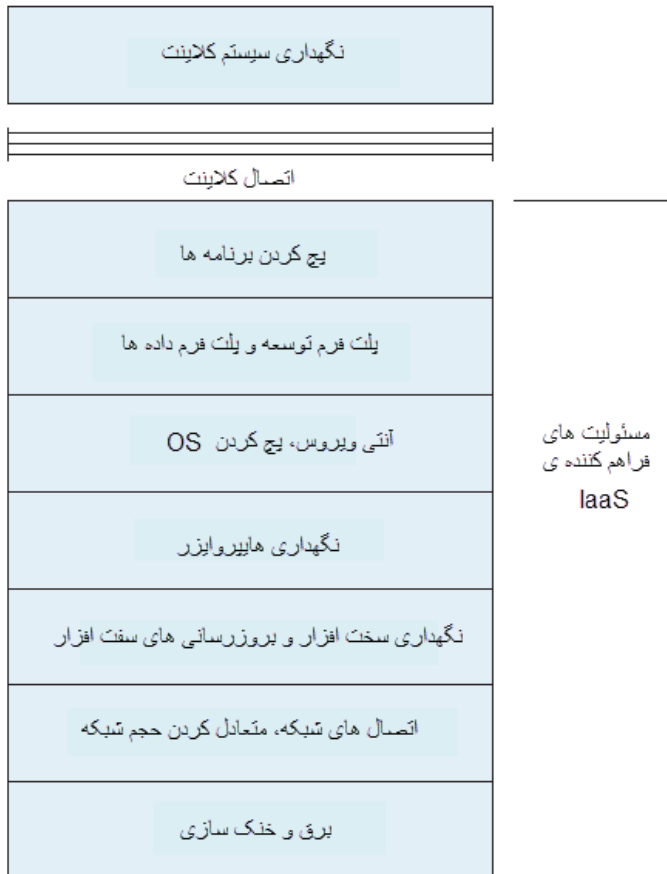 نگهداری سیستم کلاینت
اتصال کلاینت
پچ کردن برنامه ها
پلت فرم توسعه و پلت فرم داده ها
آنتی ویروس، پچ کردن OS
نگهداری هایپروایزر
نگهداری سخت افزار و بروزرسانی های سفت افزار
اتصال های شبکه، متعادل کردن حجم شبکه
برق و خنک سازی
مسئولیت های
فراهم کننده ی
IaaS